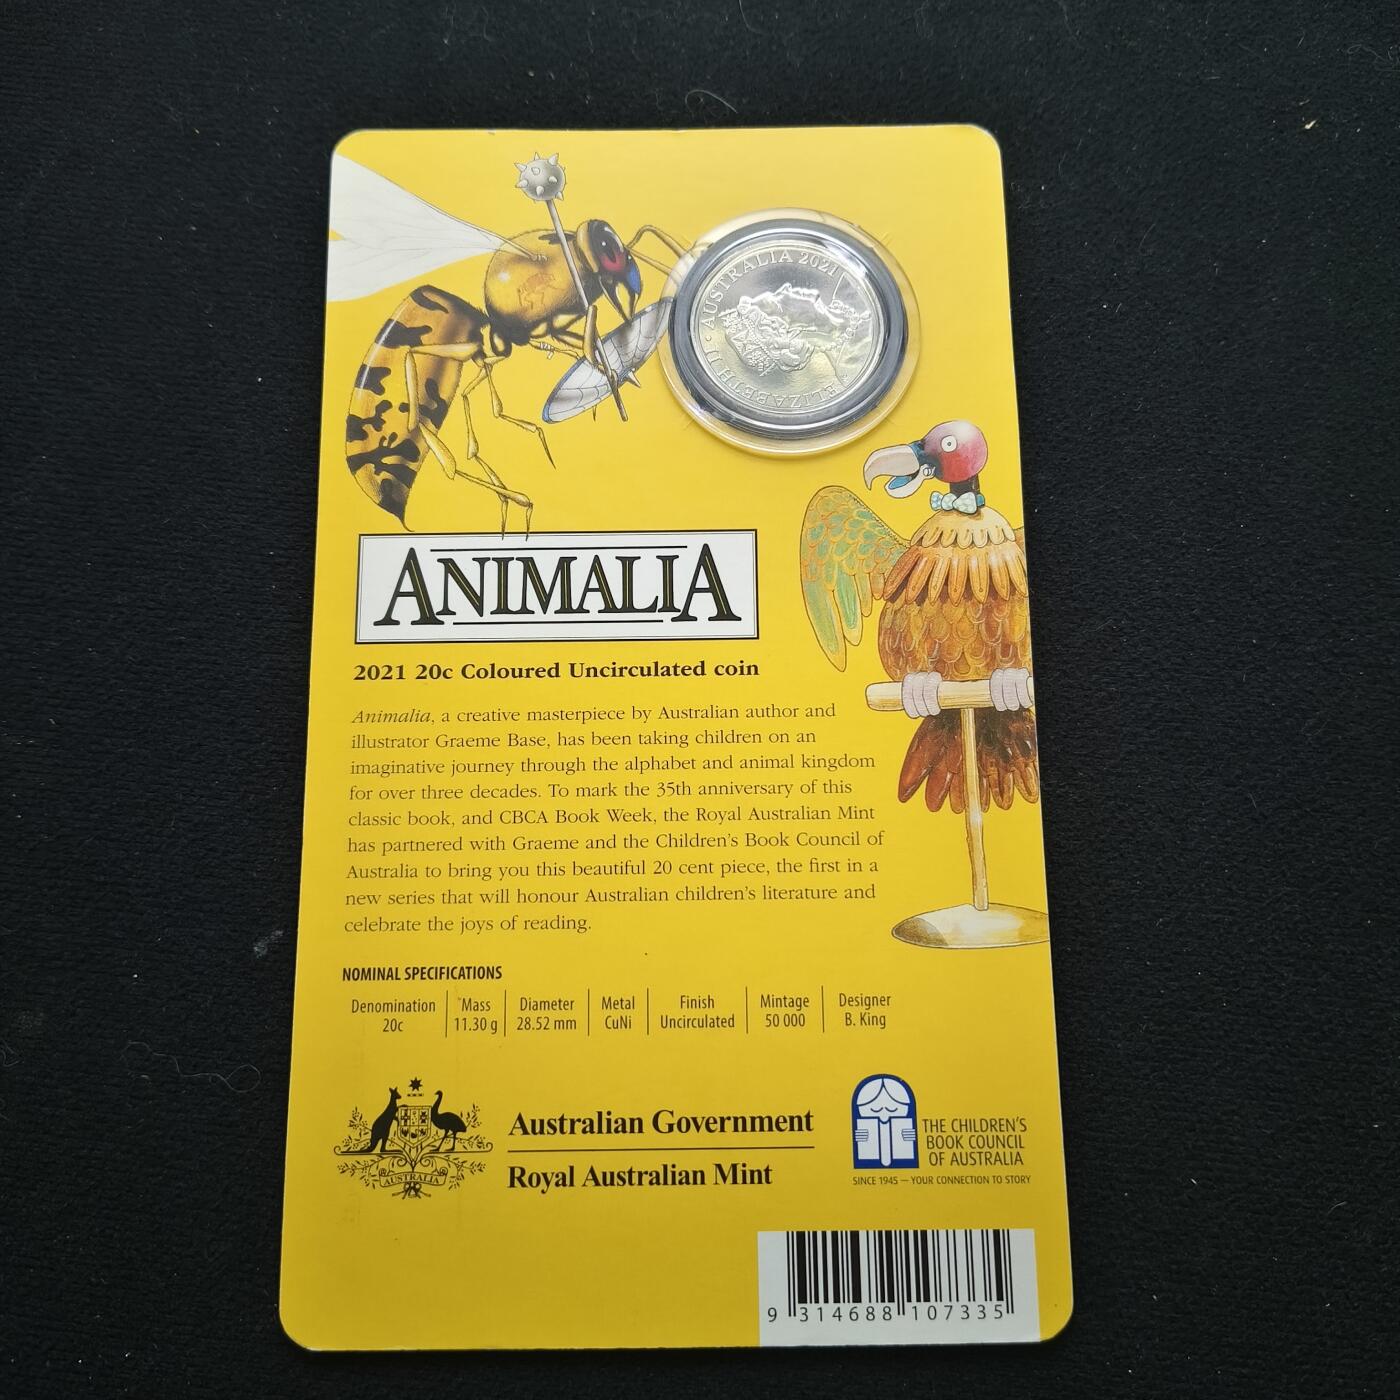 AUSTRALIA 2021
ELIZABETH II
ANIMALIA
2021 20c Coloured Uncirculated coin
Animalia, a creative masterpiece by Australian author and
illustrator Graeme Base, has been taking children on an
imaginative journey through the alphabet and animal kingdom
for over three decades. To mark the 35th anniversary of this
classic book, and CBCA Book Week, the Royal Australian Mint
has partnered with Graeme and the Children's Book Council of
Australia to bring you this beautiful 20 cent piece, the first in a
new series that will honour Australian children's literature and
celebrate the joys of reading.
NOMINAL SPECIFICATIONS
Denomination Mass Diameter Metal Finish Mintage Designer
20c 11.30 g 28.52 mm CuNi Uncirculated 50 000 B. King
AUSTRALIA
Australian Government
Royal Australian Mint
THE CHILDREN'S
BOOK COUNCIL
OF AUSTRALIA
SINCE 1945 — YOUR CONNECTION TO STORY
9 314688 107335